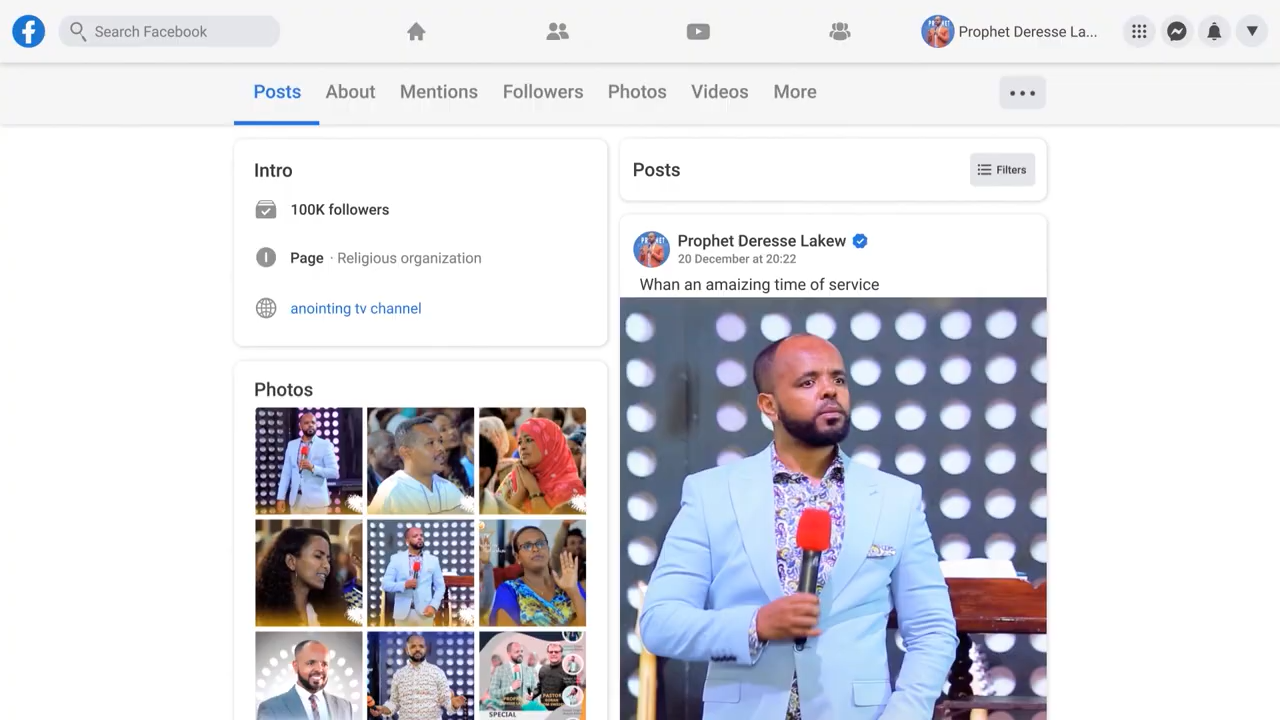 Search Facebook
Prophet Deresse La...
Posts
About
Mentions
Followers
Photos
Videos
More
Intro
100K followers
Page · Religious organization
anointing tv channel
Photos
Posts
Filters
Prophet Deresse Lakew
20 December at 20:22
Whan an amaizing time of service
SPECIAL